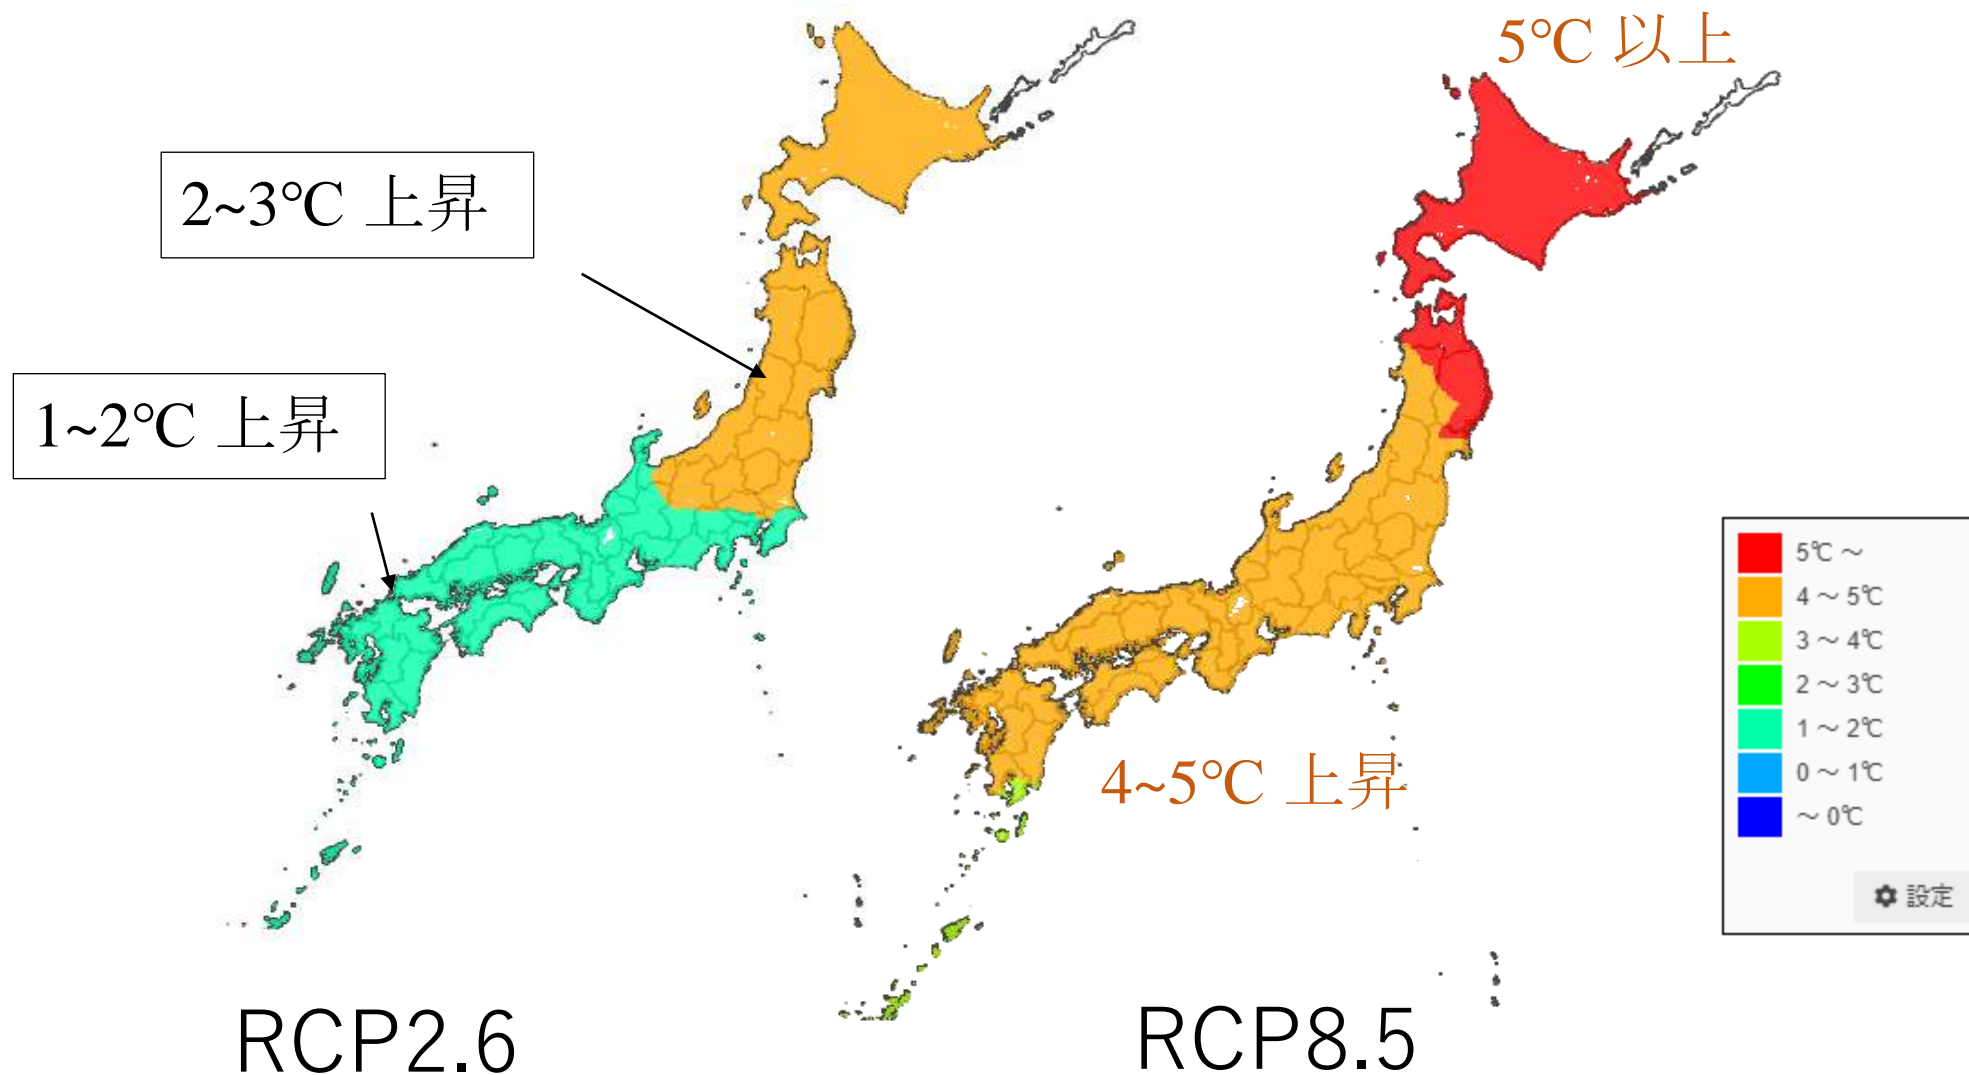 5℃ 以上
2~3℃ 上昇
1~2℃ 上昇
4~5℃ 上昇
5℃ ～
4 ～ 5℃
3 ～ 4℃
2 ～ 3℃
1 ～ 2℃
0 ～ 1℃
～ 0℃
設定
RCP2.6
RCP8.5